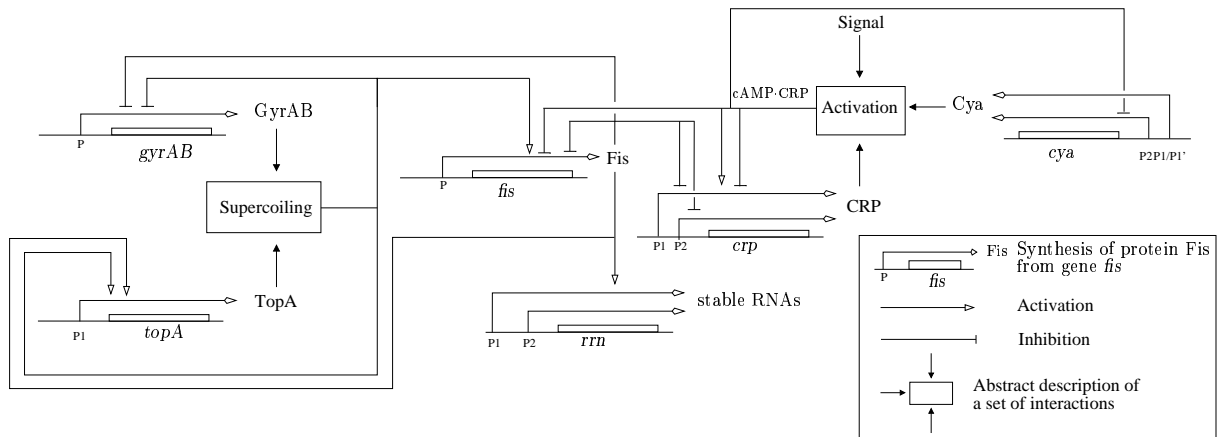 Signal
cAMP·CRP
Activation
Cya
GyrAB
P
gyrAB
cya
P2 P1/P1’
Fis
P
fis
Supercoiling
CRP
P1
P2
crp
TopA
P1
topA
stable RNAs
P1
P2
rrn
Fis
Synthesis of protein Fis
from gene fis
P
fis
Activation
Inhibition
Abstract description of
a set of interactions